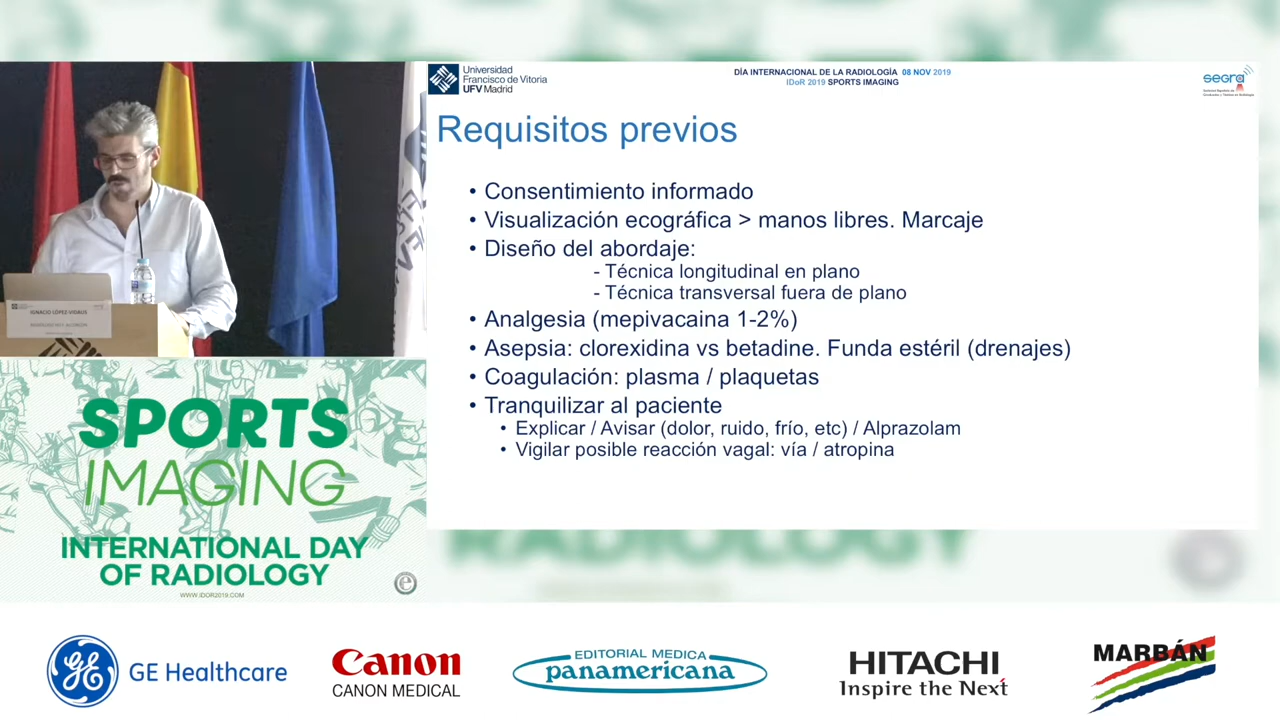 Universidad
Francisco de Vitoria
UFV Madrid
DÍA INTERNACIONAL DE LA RADIOLOGÍA 08 NOV 2019
IDoR 2019 SPORTS IMAGING
segra
Requisitos previos
• Consentimiento informado
• Visualización ecográfica > manos libres. Marcaje
• Diseño del abordaje:
- Técnica longitudinal en plano
- Técnica transversal fuera de plano
• Analgesia (mepivacaina 1-2%)
• Asepsia: clorexidina vs betadine. Funda estéril (drenajes)
• Coagulación: plasma / plaquetas
• Tranquilizar al paciente
• Explicar / Avisar (dolor, ruido, frío, etc) / Alprazolam
• Vigilar posible reacción vagal: vía / atropina
SPORTS
IMAGING
INTERNATIONAL DAY
OF RADIOLOGY
WWW.IDOR2019.COM
RADIOLOGY
GE Healthcare
Canon
CANON MEDICAL
EDITORIAL MEDICA
panamericana
HITACHI
Inspire the Next
MARBÁN